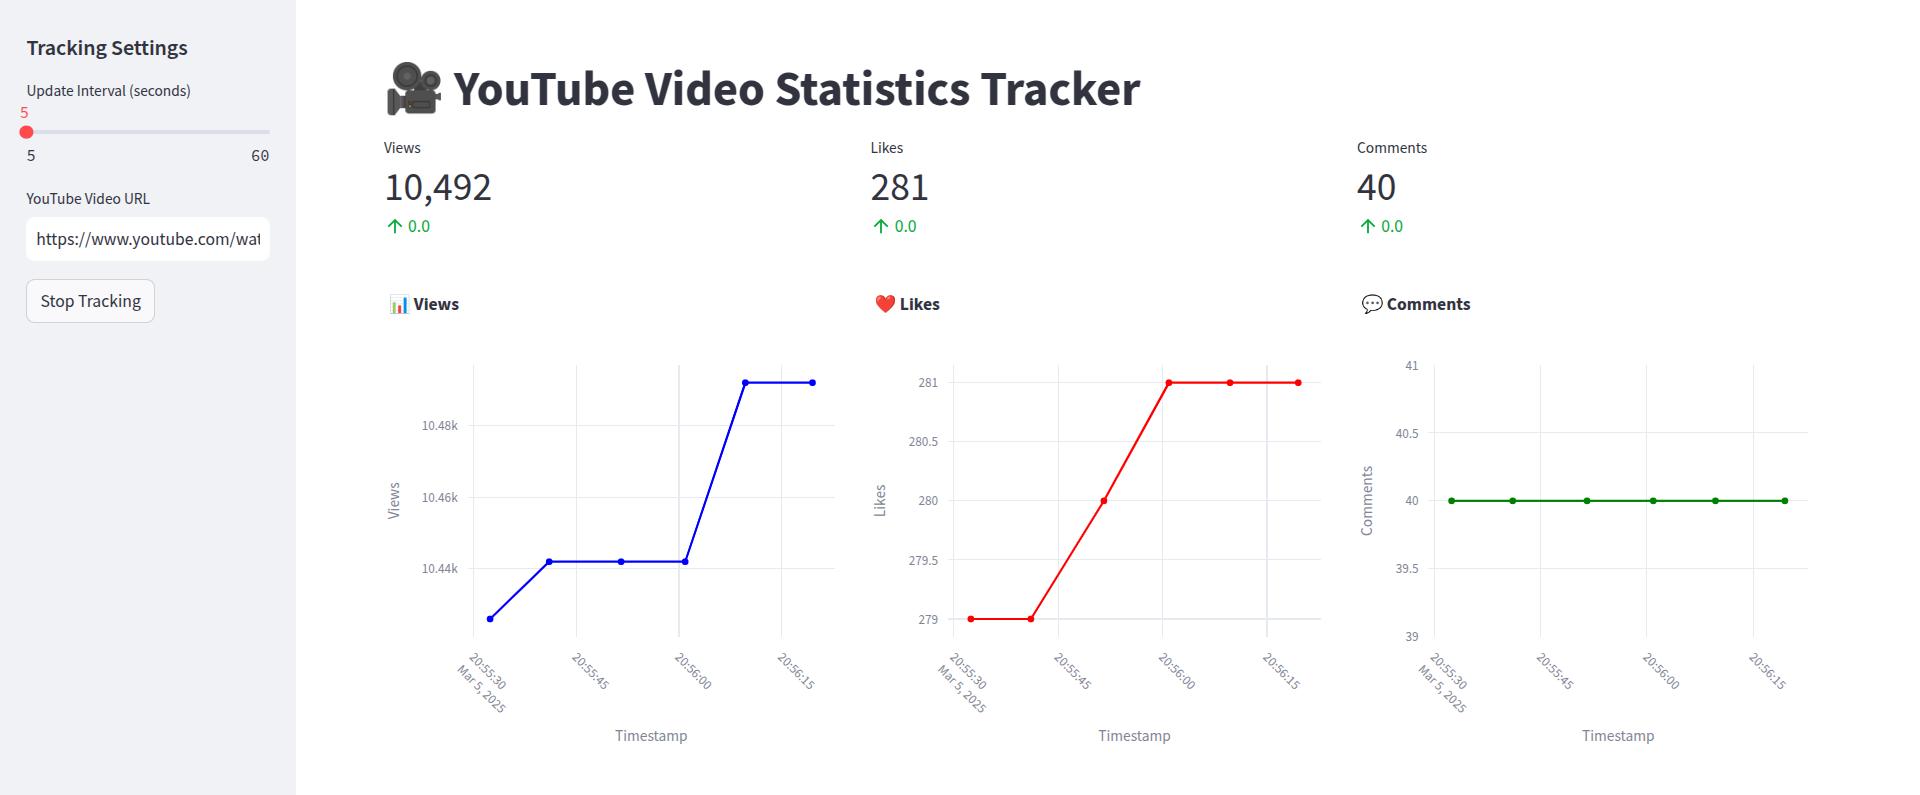 Tracking Settings
Update Interval (seconds)
5
5 60
YouTube Video URL
https://www.youtube.com/wat
Stop Tracking
YouTube Video Statistics Tracker
Views
10,492
0.0
Likes
281
0.0
Comments
40
0.0
Views
10.48k
10.46k
10.44k
Views
20:55:30
Mar 5, 2025
20:55:45
20:56:00
20:56:15
Timestamp
Likes
281
280.5
280
279.5
279
Likes
20:55:30
Mar 5, 2025
20:55:45
20:56:00
20:56:15
Timestamp
Comments
41
40.5
40
39.5
39
Comments
20:55:30
Mar 5, 2025
20:55:45
20:56:00
20:56:15
Timestamp